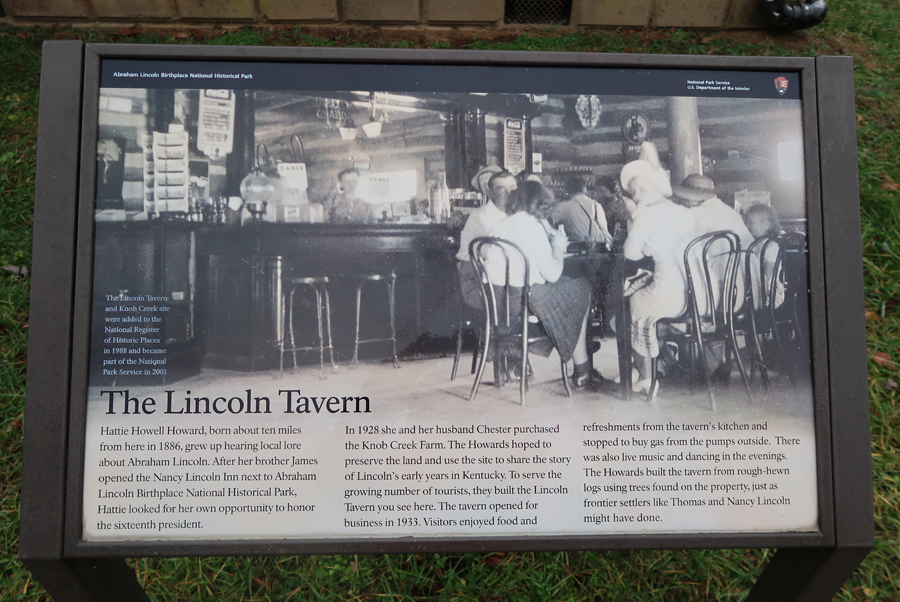 Abraham Lincoln Birthplace National Historical Park
National Park Service
U.S. Department of the Interior
The Lincoln Tavern
and Knob Creek site
were added to the
National Register
of Historic Places
in 1988 and became
part of the National
Park Service in 2001.
The Lincoln Tavern
Hattie Howell Howard, born about ten miles
from here in 1886, grew up hearing local lore
about Abraham Lincoln. After her brother James
opened the Nancy Lincoln Inn next to Abraham
Lincoln Birthplace National Historical Park,
Hattie looked for her own opportunity to honor
the sixteenth president.
In 1928 she and her husband Chester purchased
the Knob Creek Farm. The Howards hoped to
preserve the land and use the site to share the story
of Lincoln's early years in Kentucky. To serve the
growing number of tourists, they built the Lincoln
Tavern you see here. The tavern opened for
business in 1933. Visitors enjoyed food and
refreshments from the tavern's kitchen and
stopped to buy gas from the pumps outside. There
was also live music and dancing in the evenings.
The Howards built the tavern from rough-hewn
logs using trees found on the property, just as
frontier settlers like Thomas and Nancy Lincoln
might have done.